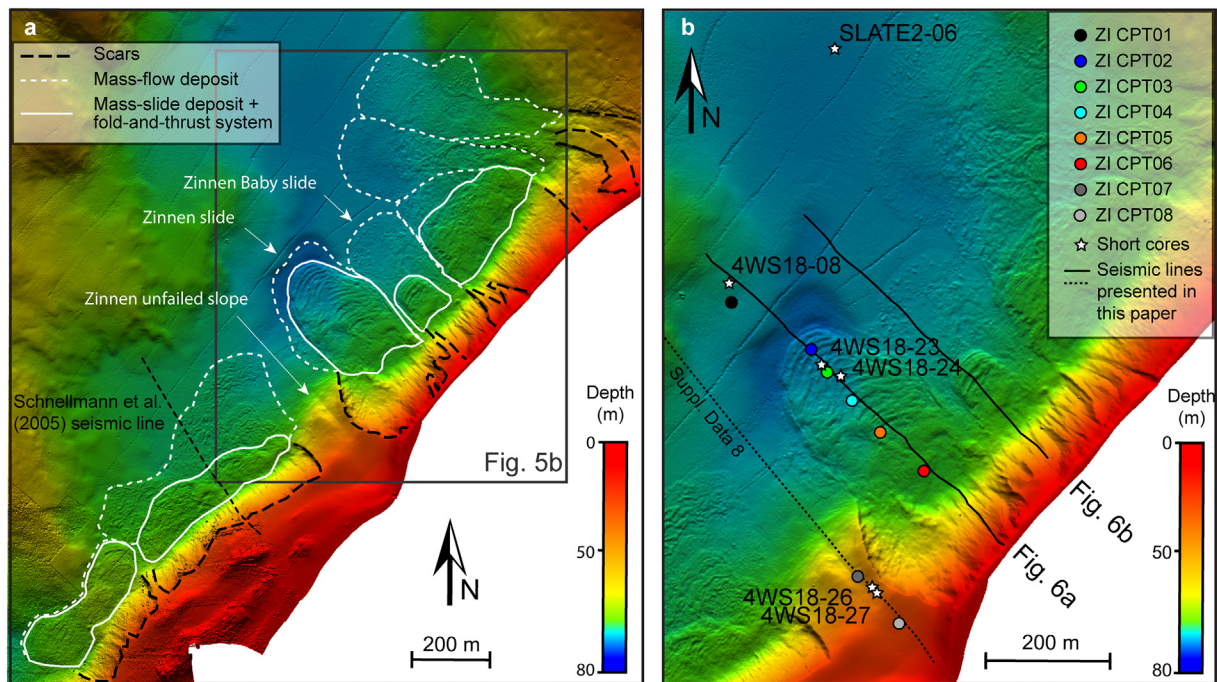 a
Scars
Mass-flow deposit
Mass-slide deposit +
fold-and-thrust system
Zinnen Baby slide
Zinnen slide
Zinnen unfailed slope
Schnellmann et al.
(2005) seismic line
Fig. 5b
N
200 m
Depth
(m)
0
50
80
b
SLATE2-06
N
ZI CPT01
ZI CPT02
ZI CPT03
ZI CPT04
ZI CPT05
ZI CPT06
ZI CPT07
ZI CPT08
Short cores
Seismic lines
presented in
this paper
4WS18-08
4WS18-23
4WS18-24
Suppl. Data 8
4WS18-26
4WS18-27
Fig. 6b
Fig. 6a
200 m
Depth
(m)
0
50
80